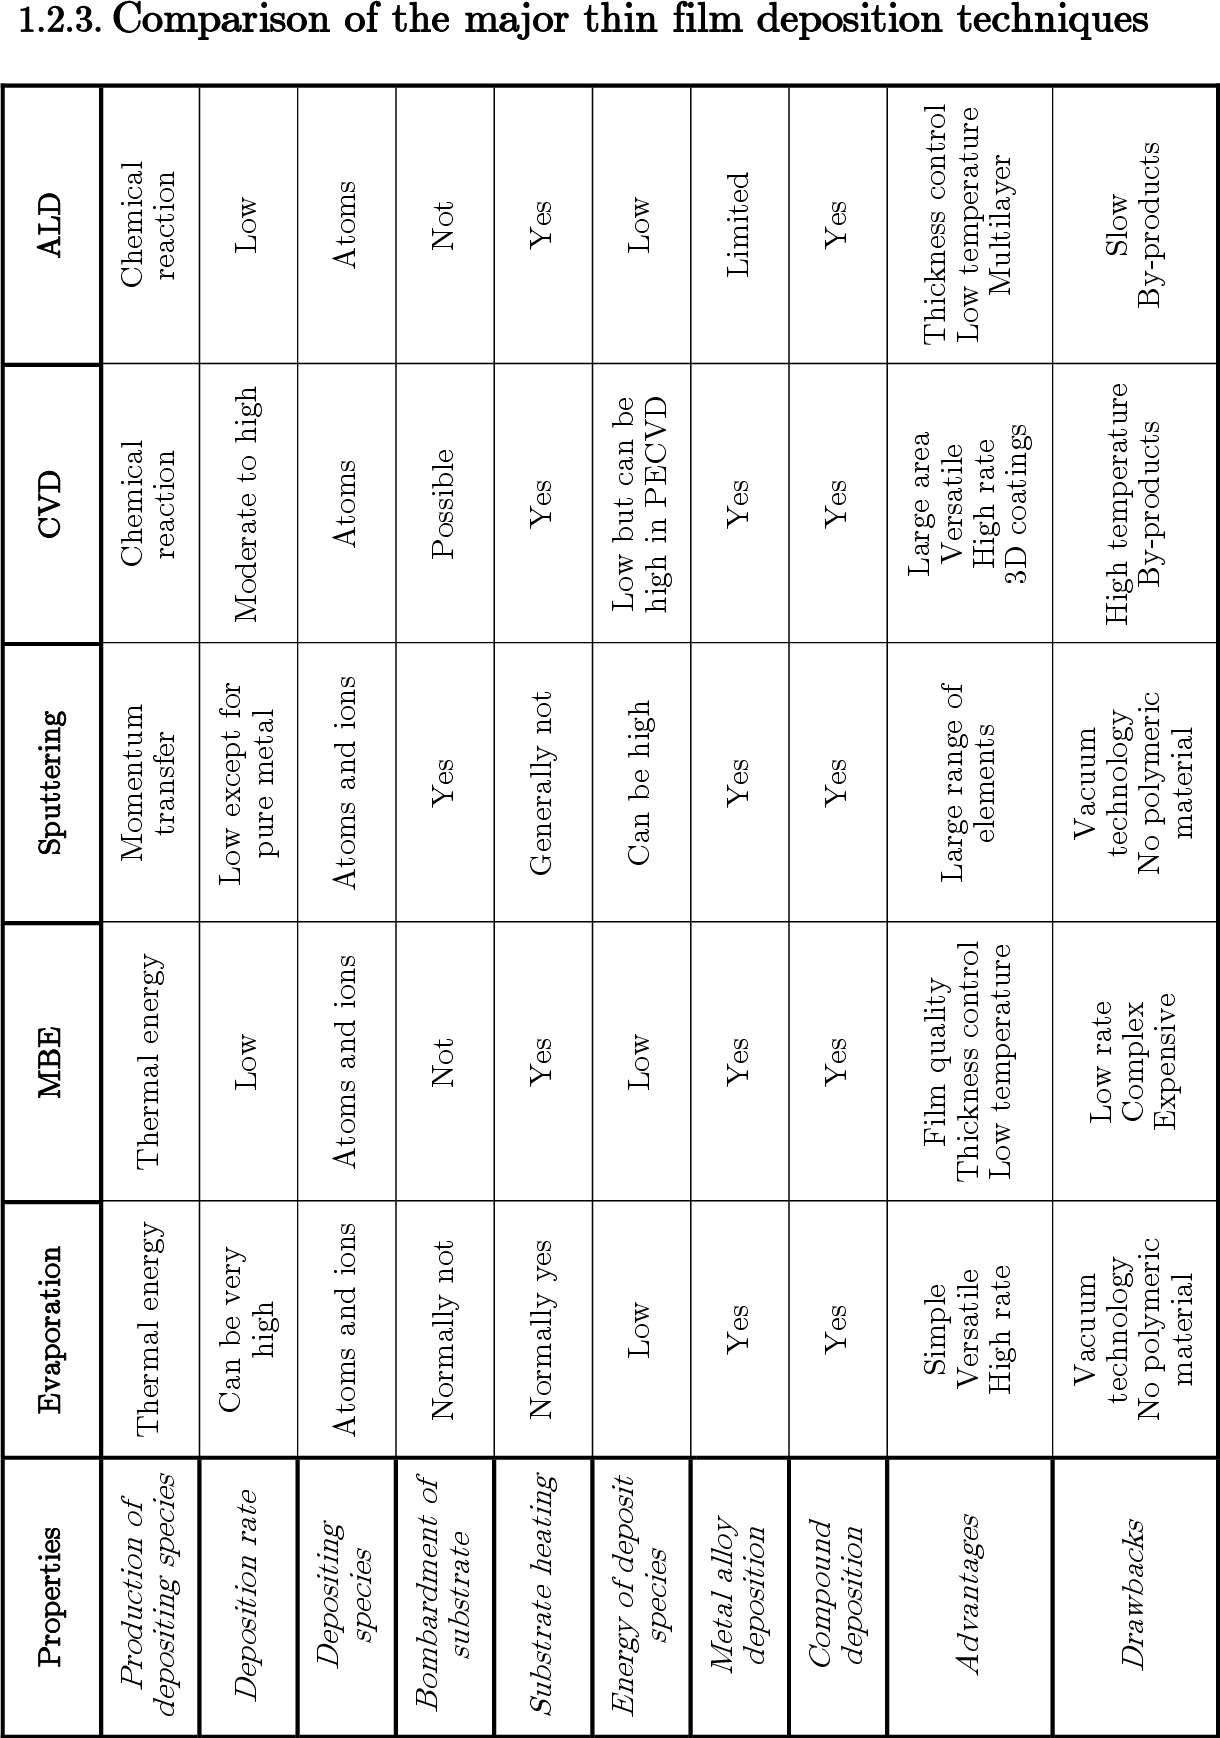 1.2.3. Comparison of the major thin film deposition techniques
Properties
Evaporation
MBE
Sputtering
CVD
ALD
Production of
depositing species
Thermal energy
Thermal energy
Momentum
transfer
Chemical
reaction
Chemical
reaction
Deposition rate
Can be very
high
Low
Low except for
pure metal
Moderate to high
Low
Depositing
species
Atoms and ions
Atoms and ions
Atoms and ions
Atoms
Atoms
Bombardment of
substrate
Normally not
Not
Yes
Possible
Not
Substrate heating
Normally yes
Yes
Generally not
Yes
Yes
Energy of deposit
species
Low
Low
Can be high
Low but can be
high in PECVD
Low
Metal alloy
deposition
Yes
Yes
Yes
Yes
Limited
Compound
deposition
Yes
Yes
Yes
Yes
Yes
Advantages
Simple
Versatile
High rate
Film quality
Thickness control
Low temperature
Large range of
elements
Large area
Versatile
High rate
3D coatings
Thickness control
Low temperature
Multilayer
Drawbacks
Vacuum
technology
No polymeric
material
Low rate
Complex
Expensive
Vacuum
technology
No polymeric
material
High temperature
By-products
Slow
By-products